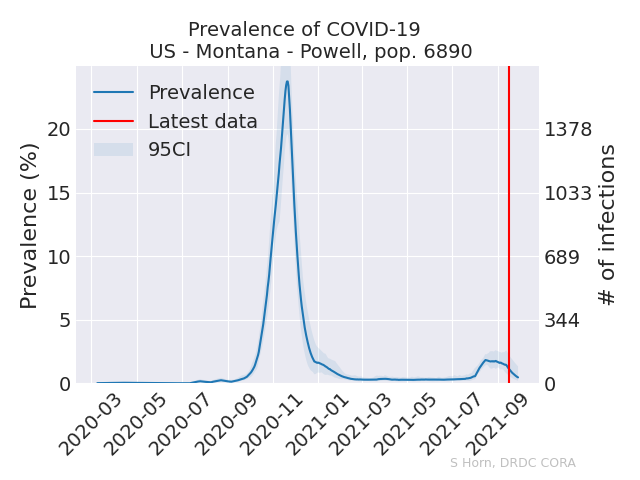 Prevalence of COVID-19
US - Montana - Powell, pop. 6890
Prevalence
Latest data
95CI
Prevalence (%)
20
15
10
5
0
1378
1033
689
344
0
# of infections
2020-03
2020-05
2020-07
2020-09
2020-11
2021-01
2021-03
2021-05
2021-07
2021-09
S Horn, DRDC CORA